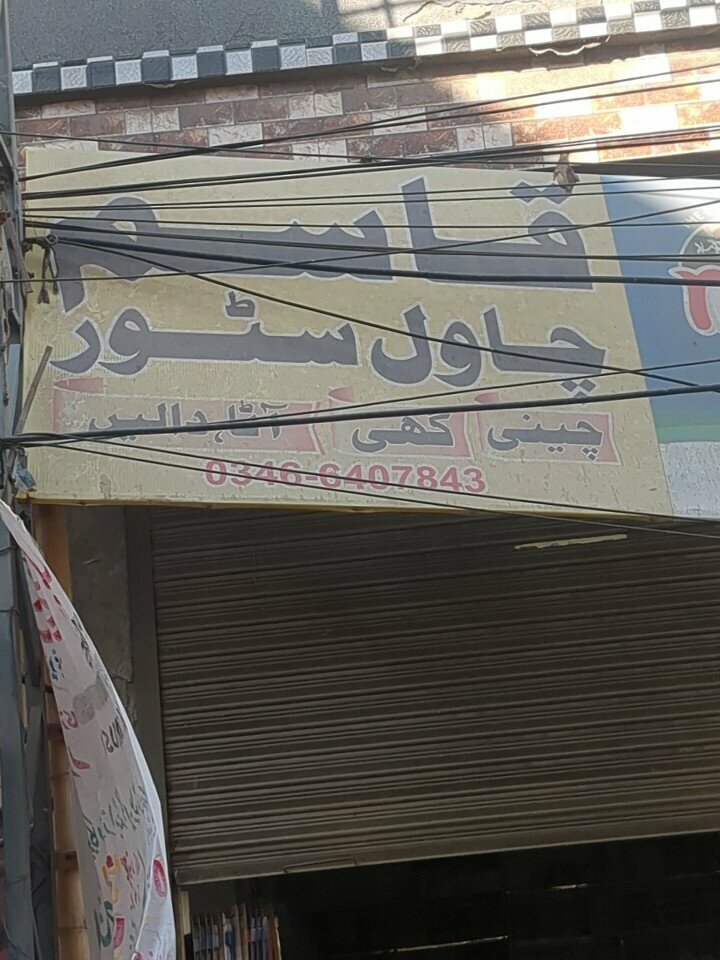 قاسم
چاول سٹور
چینی گھی آٹا، دالیں
0346-6407843